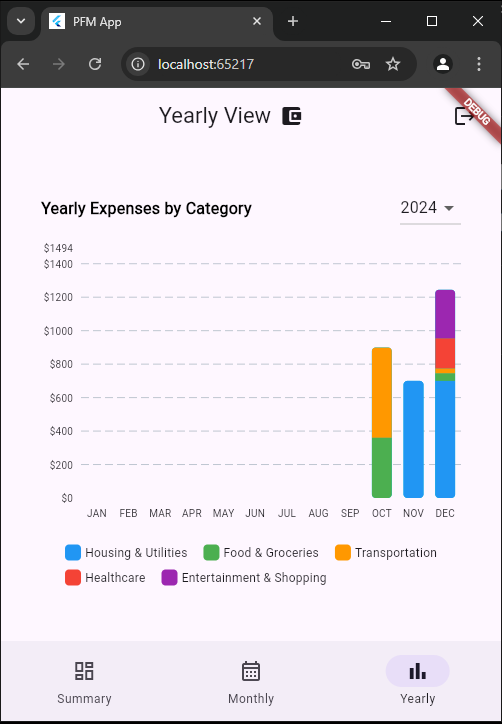 PFM App
localhost:65217
DEBUG
Yearly View
Yearly Expenses by Category 2024
$1494
$1400
$1200
$1000
$800
$600
$400
$200
$0
JAN FEB MAR APR MAY JUN JUL AUG SEP OCT NOV DEC
Housing & Utilities Food & Groceries Transportation
Healthcare Entertainment & Shopping
Summary Monthly Yearly